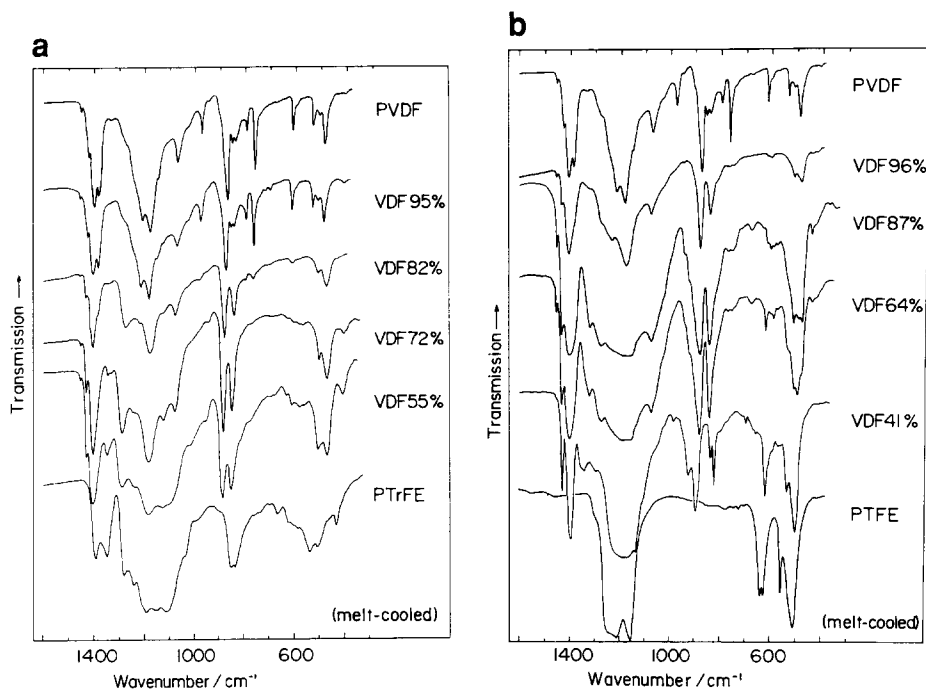 a
PVDF
VDF95%
VDF82%
VDF72%
VDF55%
PTrFE
(melt-cooled)
Transmission →
1400 1000 600
Wavenumber / cm⁻¹
b
PVDF
VDF96%
VDF87%
VDF64%
VDF41%
PTFE
(melt-cooled)
Transmission →
1400 1000 600
Wavenumber / cm⁻¹